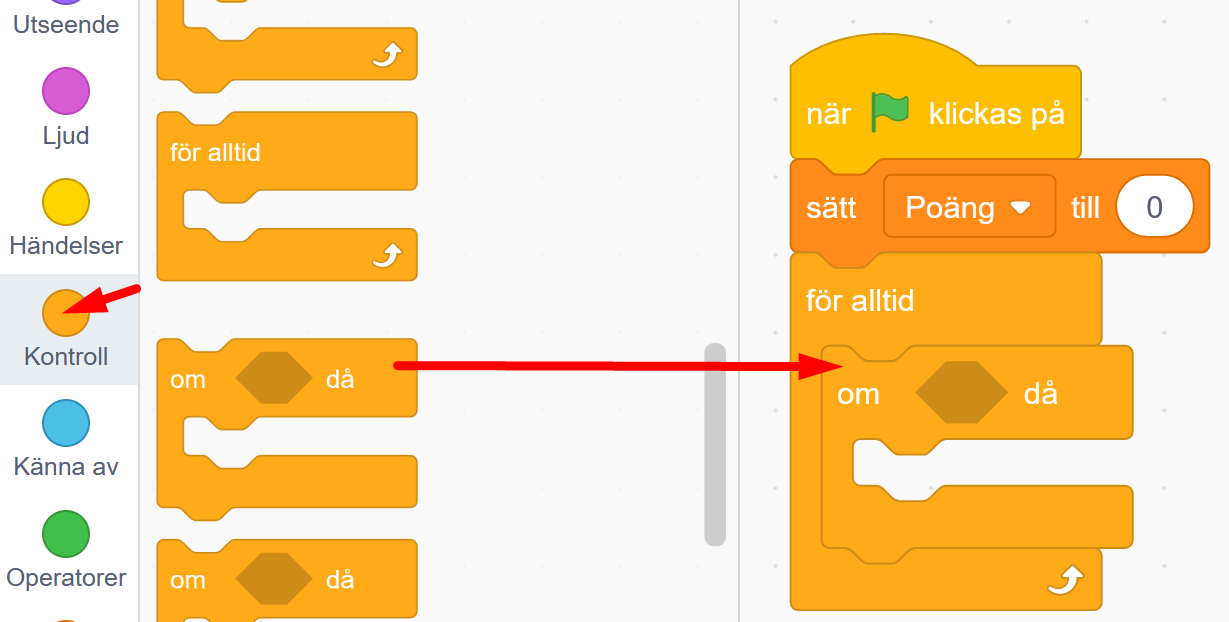 Utseende
Ljud
Händelser
Kontroll
Känna av
Operatorer
för alltid
om då
om då
när klickas på
sätt Poäng till 0
för alltid
om då